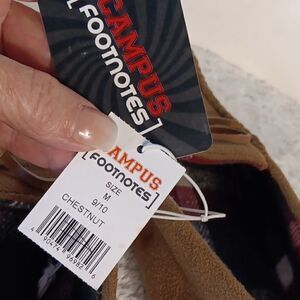 CAMPUS
[FOOTNOTES]
CAMPUS
[FOOTNOTES]
SIZE
M
9/10
CHESTNUT